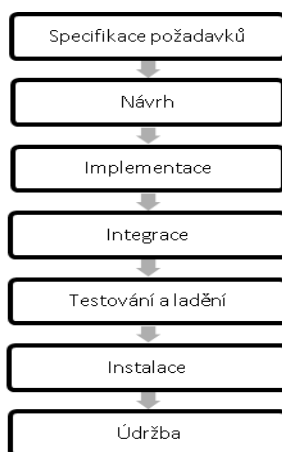 Specifikace požadavků
Návrh
Implementace
Integrace
Testování a ladění
Instalace
Údržba